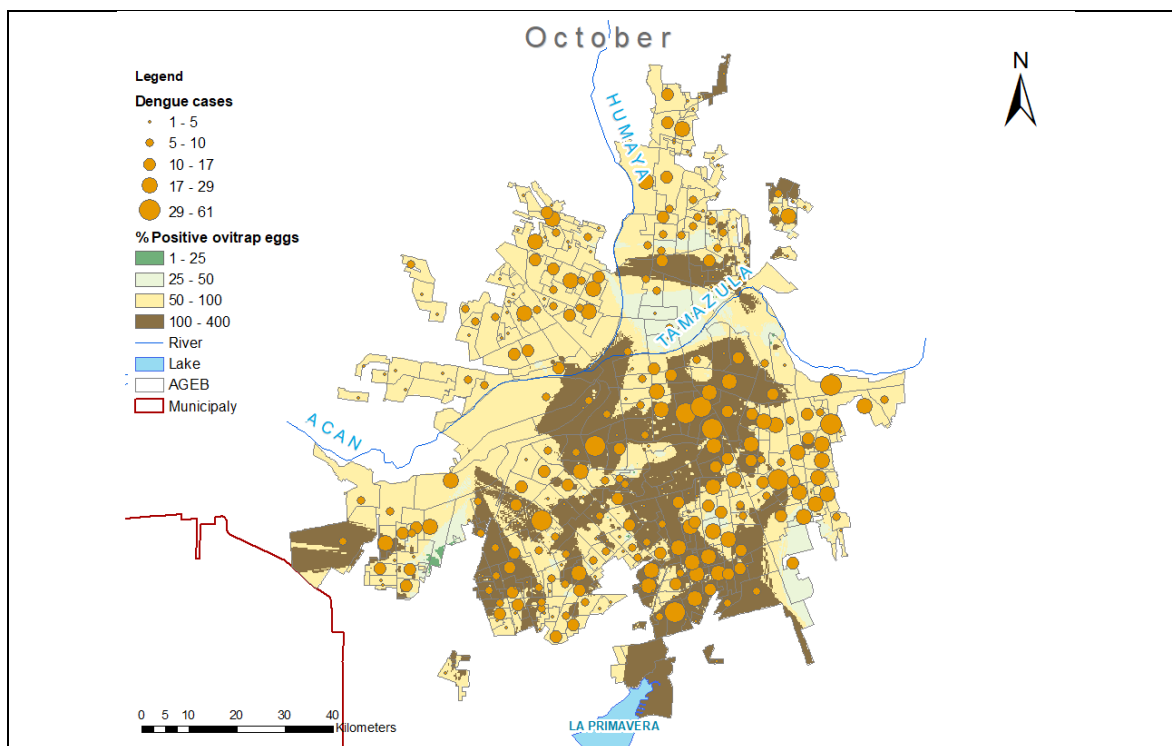 October
N
Legend
Dengue cases
1 - 5
5 - 10
10 - 17
17 - 29
29 - 61
% Positive ovitrap eggs
1 - 25
25 - 50
50 - 100
100 - 400
River
Lake
AGEB
Municipaly
HUMAYA
TAMAZULA
ACAN
LA PRIMAVERA
0 5 10 20 30 40
Kilometers